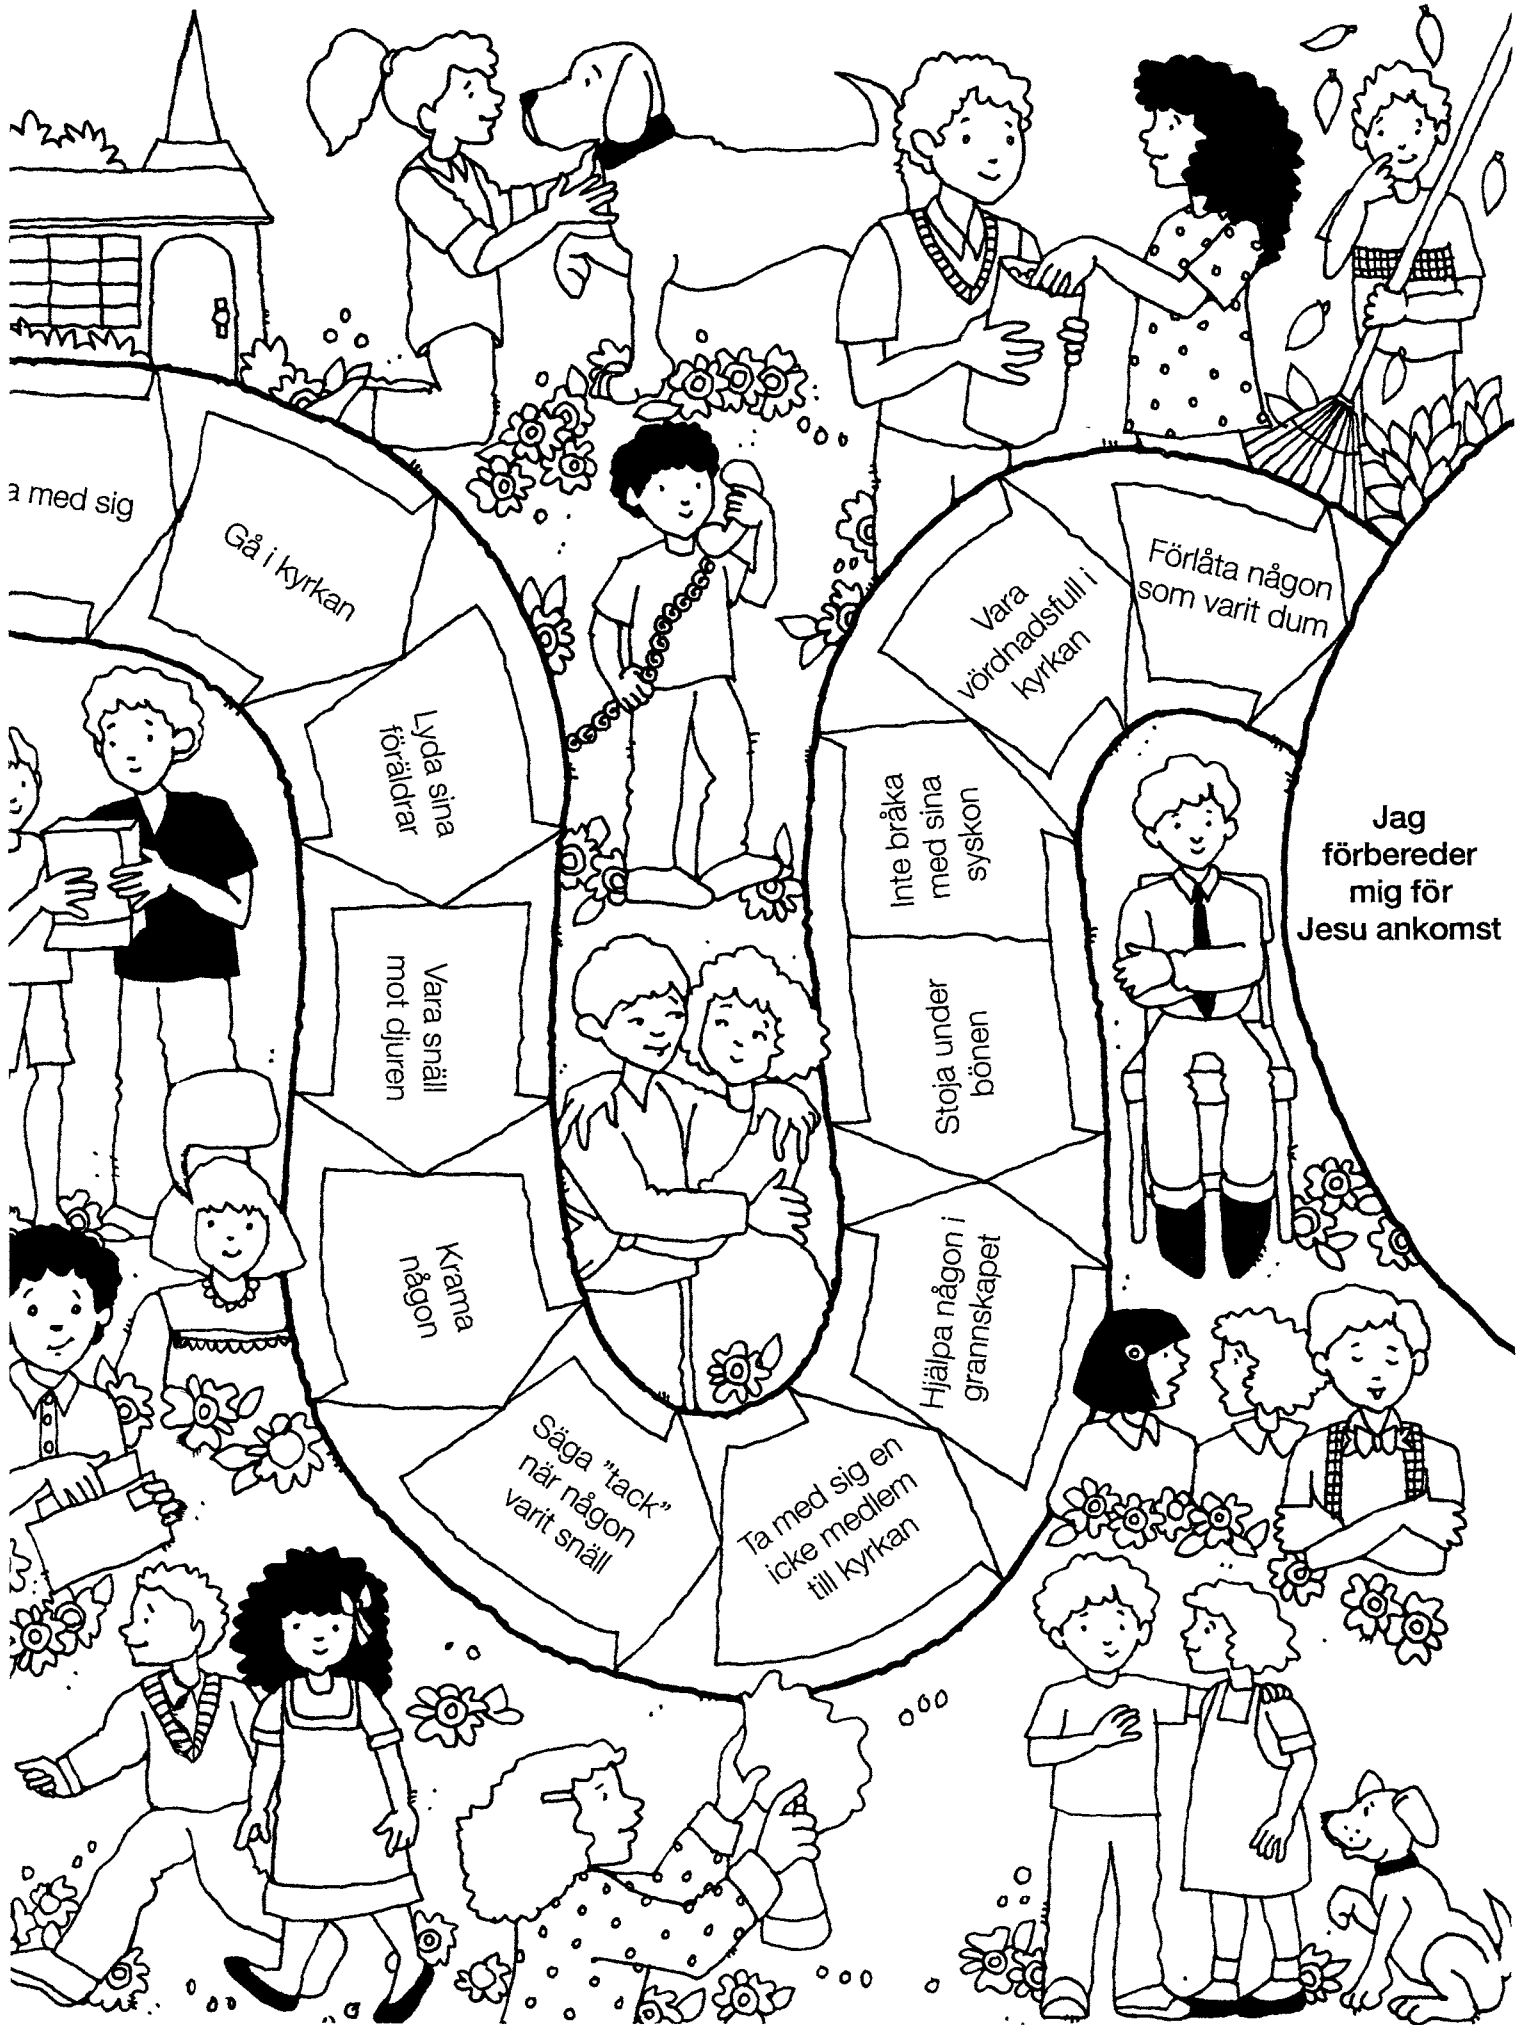 a med sig
Gå i kyrkan
Lyda sina
föräldrar
Vara snäll
mot djuren
Krama
någon
Säga ”tack”
när någon
varit snäll
Ta med sig en
icke medlem
till kyrkan
Hjälpa någon i
grannskapet
Stoja under
bönen
Inte bråka
med sina
syskon
Vara
vördnadsfull i
kyrkan
Förlåta någon
som varit dum
Jag
förbereder
mig för
Jesu ankomst